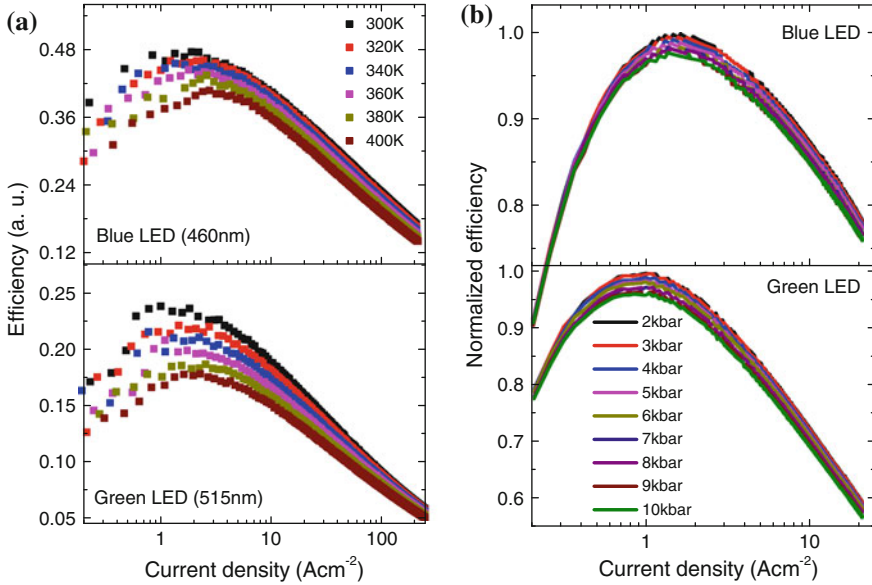 (a)
Efficiency (a. u.)
0.48
0.36
0.24
0.12
300K
320K
340K
360K
380K
400K
Blue LED (460nm)
0.25
0.20
0.15
0.10
0.05
Green LED (515nm)
1
10
100
Current density (Acm-2)
(b)
Normalized efficiency
1.0
0.9
0.8
Blue LED
1.0
0.9
0.8
0.7
0.6
Green LED
2kbar
3kbar
4kbar
5kbar
6kbar
7kbar
8kbar
9kbar
10kbar
1
10
Current density (Acm-2)